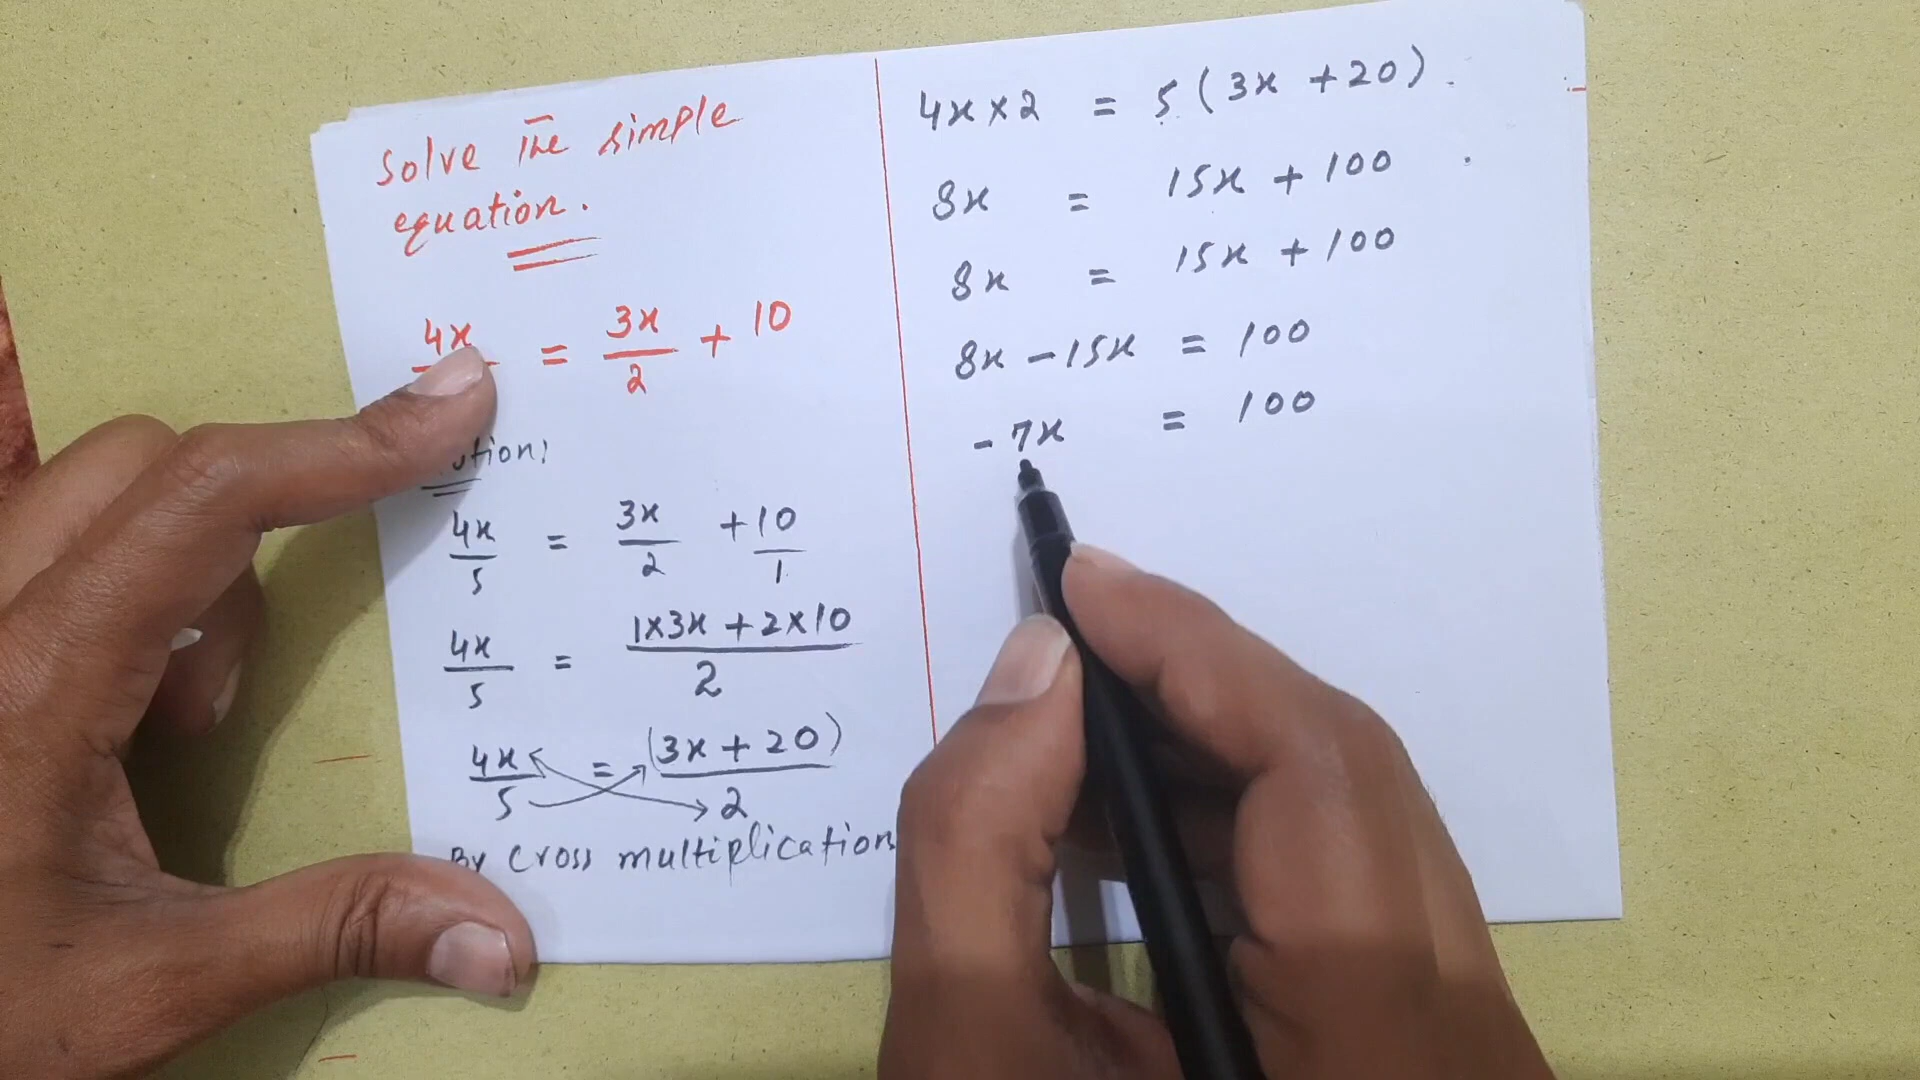 Solve the simple
equation.
4x = 3x/2 + 10
4x/5 = 3x/2 + 10/1
4x/5 = 1×3x + 2×10/2
4x/5 = (3x + 20)/2
By cross multiplication
4x×2 = 5(3x + 20).
8x = 15x + 100
8x = 15x + 100
8x - 15x = 100
-7x = 100